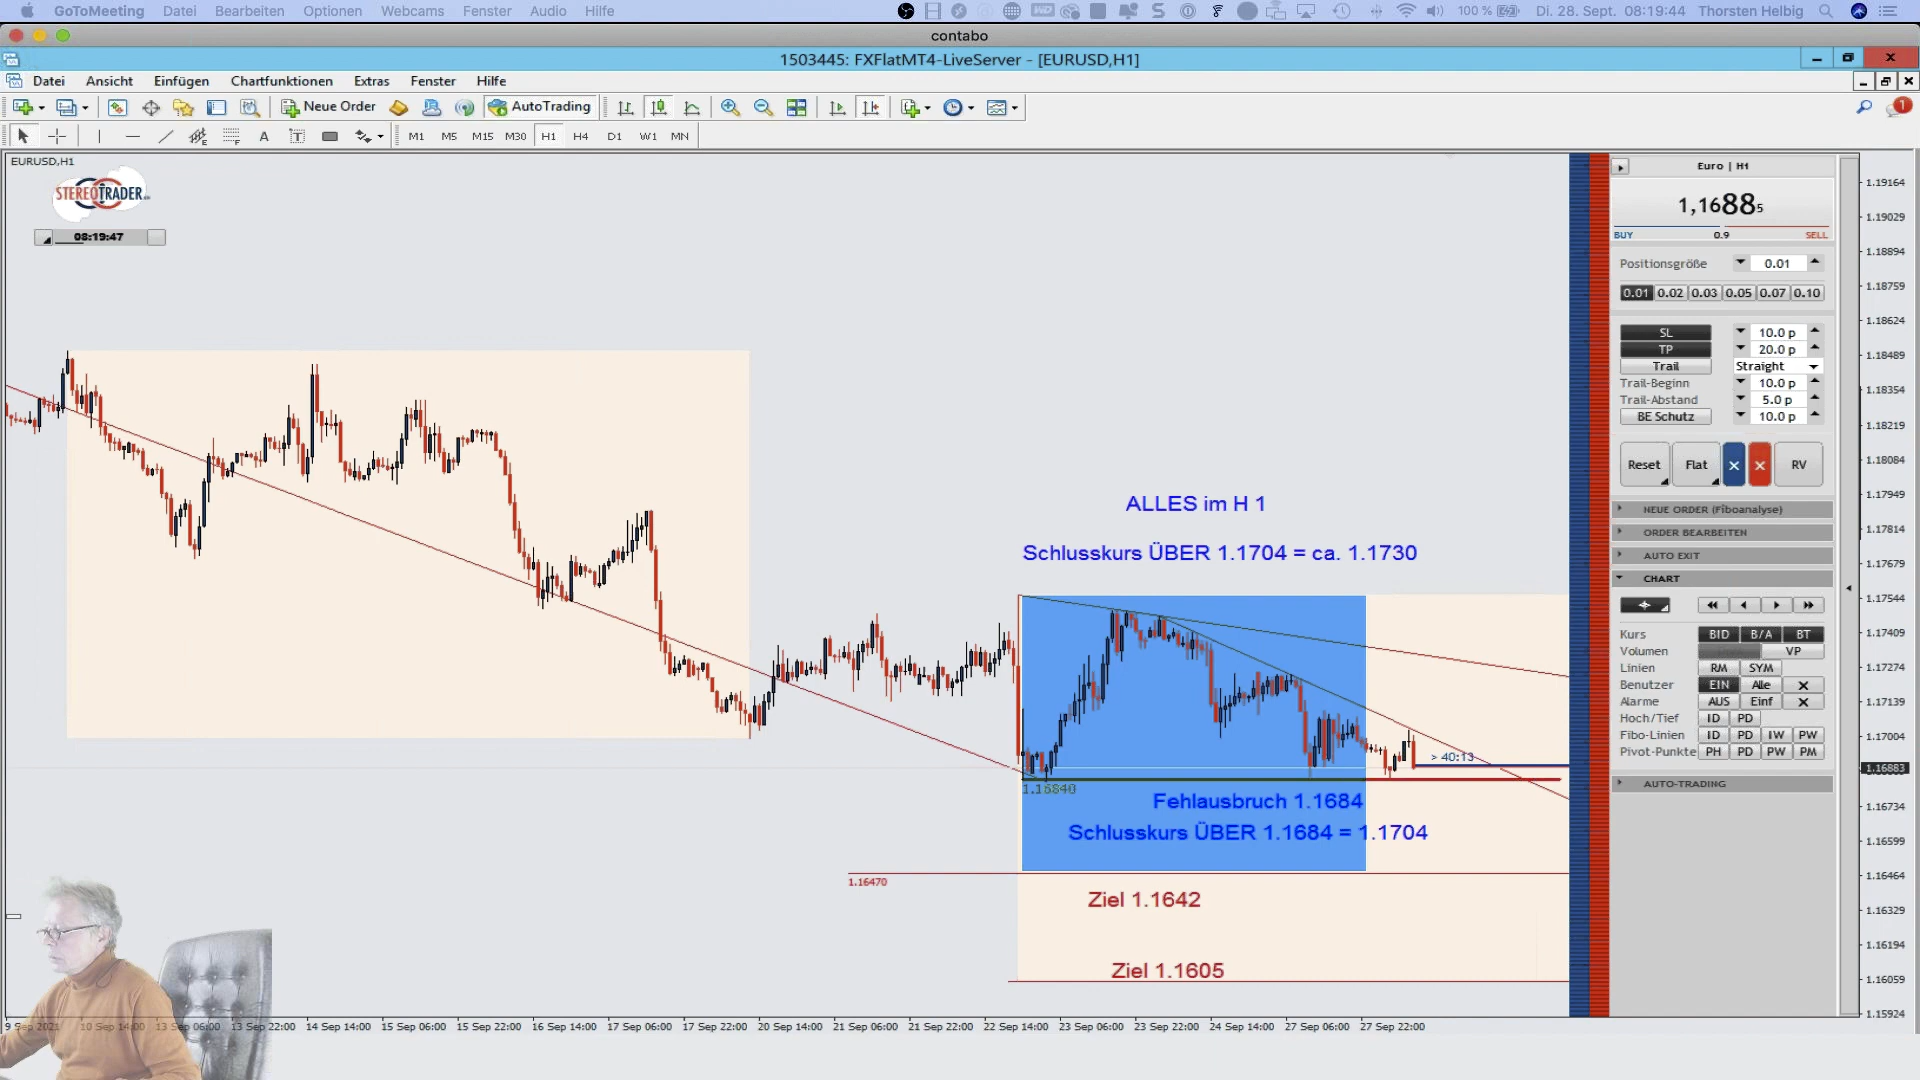 GoToMeeting Datei Bearbeiten Optionen Webcams Fenster Audio Hilfe
100 % Di. 28. Sept. 08:19:44 Thorsten Helbig
contabo
1503445: FXFlatMT4-LiveServer - [EURUSD,H1]
Datei Ansicht Einfügen Chartfunktionen Extras Fenster Hilfe
Neue Order AutoTrading
1
M1 M5 M15 M30 H1 H4 D1 W1 MN
EURUSD,H1
STEREOTRADER
08:19:47
ALLES im H 1
Schlusskurs ÜBER 1.1704 = ca. 1.1730
> 40:13
1.16840
Fehlausbruch 1.1684
Schlusskurs ÜBER 1.1684 = 1.1704
1.16470
Ziel 1.1642
Ziel 1.1605
9 Sep 2021 10 Sep 14:00 13 Sep 06:00 13 Sep 22:00 14 Sep 14:00 15 Sep 06:00 15 Sep 22:00 16 Sep 14:00 17 Sep 06:00 17 Sep 22:00 20 Sep 14:00 21 Sep 06:00 21 Sep 22:00 22 Sep 14:00 23 Sep 06:00 23 Sep 22:00 24 Sep 14:00 27 Sep 06:00 27 Sep 22:00
Euro | H1
1,16885
BUY 0.9 SELL
Positionsgröße 0.01
0.01 0.02 0.03 0.05 0.07 0.10
SL 10.0 p
TP 20.0 p
Trail Straight
Trail-Beginn 10.0 p
Trail-Abstand 5.0 p
BE Schutz 10.0 p
Reset Flat × × RV
NEUE ORDER (Fiboanalyse)
ORDER BEARBEITEN
AUTO EXIT
CHART
Kurs BID B/A BT
Volumen VP
Linien RM SYM
Benutzer EIN Alle ×
Alarme AUS Einf ×
Hoch/Tief ID PD
Fibo-Linien ID PD IW PW
Pivot-Punkte PH PD PW PM
AUTO-TRADING
1.19164
1.19029
1.18894
1.18759
1.18624
1.18489
1.18354
1.18219
1.18084
1.17949
1.17814
1.17679
1.17544
1.17409
1.17274
1.17139
1.17004
1.16883
1.16734
1.16599
1.16464
1.16329
1.16194
1.16059
1.15924